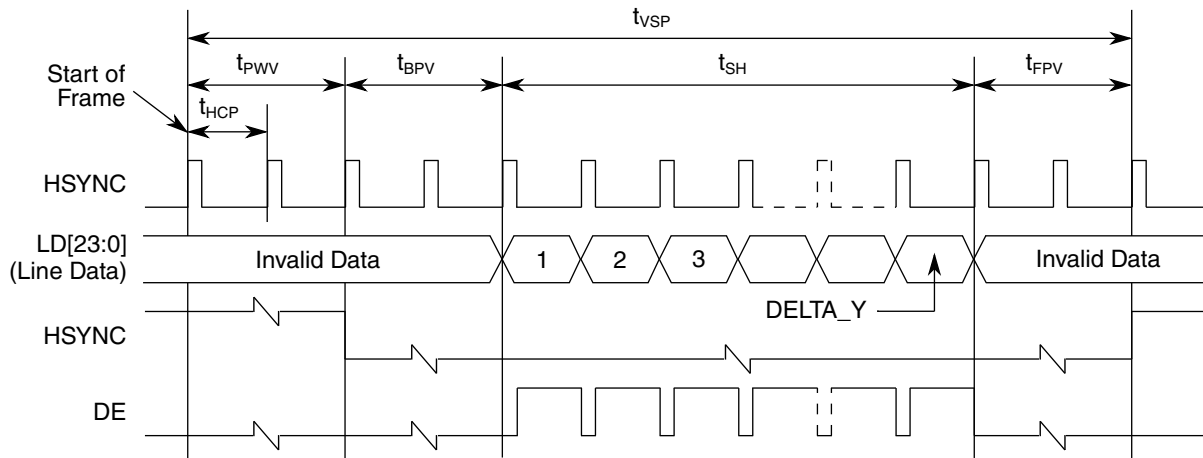 tVSP
tPWV tBPV tSH tFPV
Start of
Frame
tHCP
HSYNC
LD[23:0]
(Line Data)
Invalid Data 1 2 3 Invalid Data
DELTA_Y
HSYNC
DE